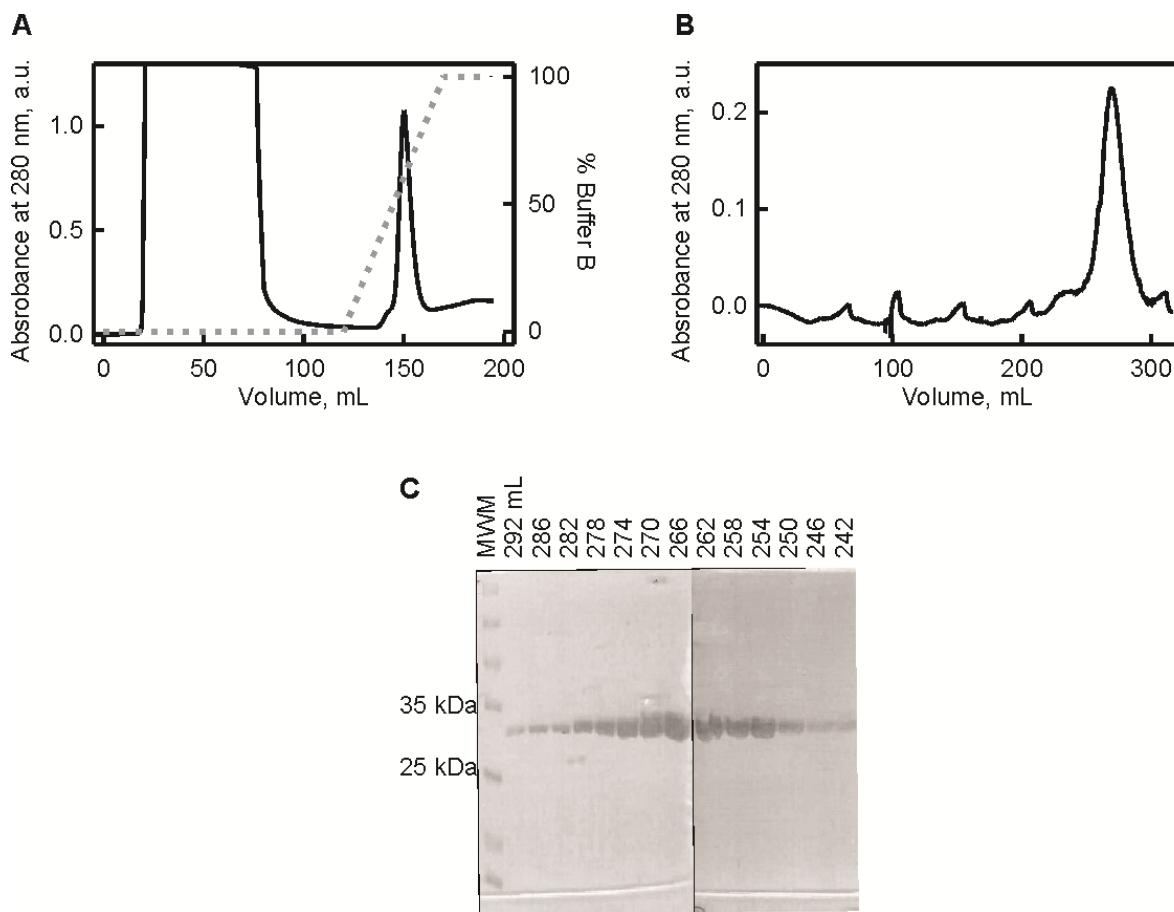 A
Absrobance at 280 nm, a.u.
1.0
0.5
0.0
0
50
100
150
200
Volume, mL
100
50
0
% Buffer B
B
Absrobance at 280 nm, a.u.
0.2
0.1
0.0
0
100
200
300
Volume, mL
C
MWM
292 mL
286
282
278
274
270
266
262
258
254
250
246
242
35 kDa
25 kDa